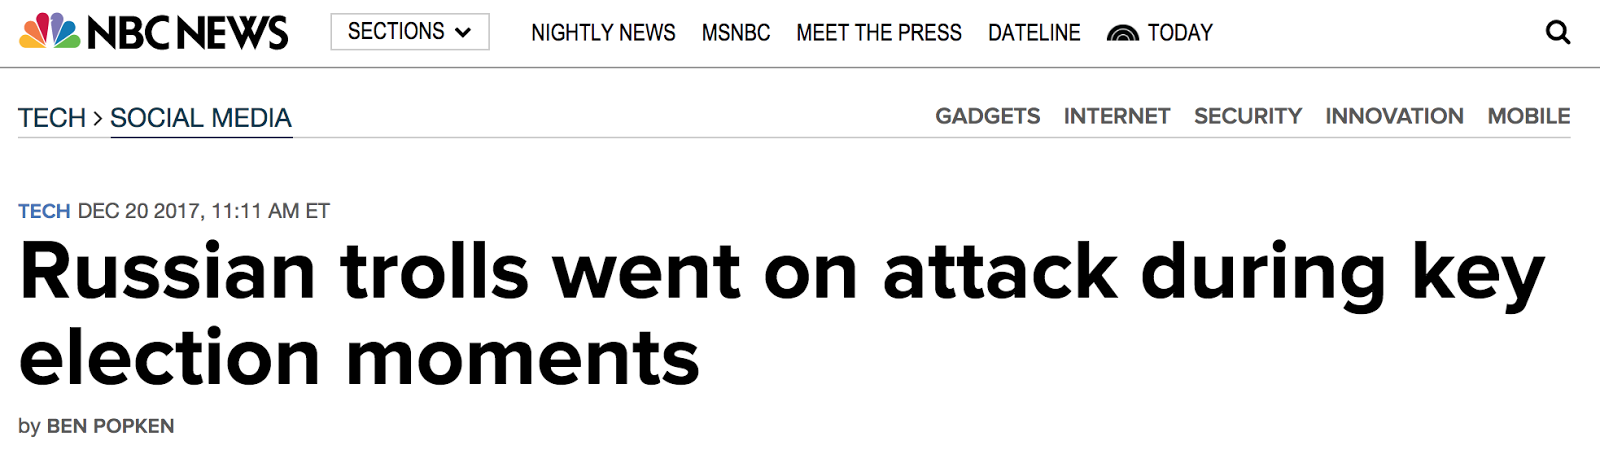 NBC NEWS SECTIONS NIGHTLY NEWS MSNBC MEET THE PRESS DATELINE TODAY
TECH > SOCIAL MEDIA GADGETS INTERNET SECURITY INNOVATION MOBILE
TECH DEC 20 2017, 11:11 AM ET
Russian trolls went on attack during key
election moments
by BEN POPKEN